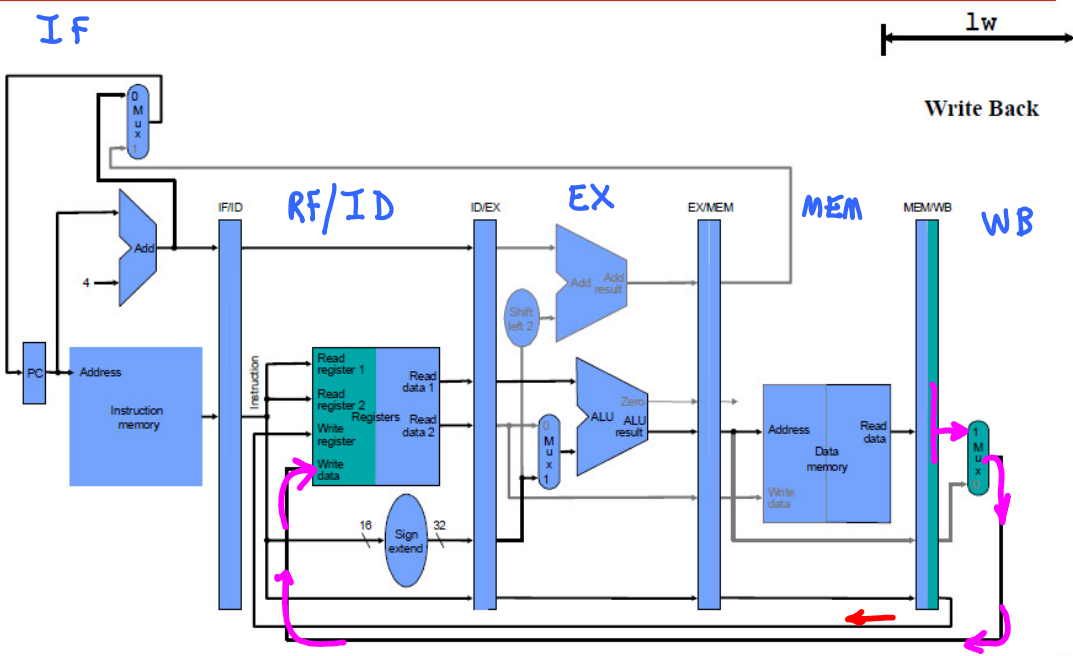 IF
lw
Write Back
0
M
u
x
1
IF/ID
RF/ID
ID/EX
EX
EX/MEM
MEM
MEM/WB
WB
Add
4
Add
Add
result
Shift
left 2
PC
Address
Instruction
memory
Instruction
Read
register 1
Read
register 2
Write
register
Write
data
Registers
Read
data 1
Read
data 2
0
M
u
x
1
Zero
ALU
ALU
result
Address
Read
data
Data
memory
Write
data
1
M
u
x
0
16
Sign
extend
32